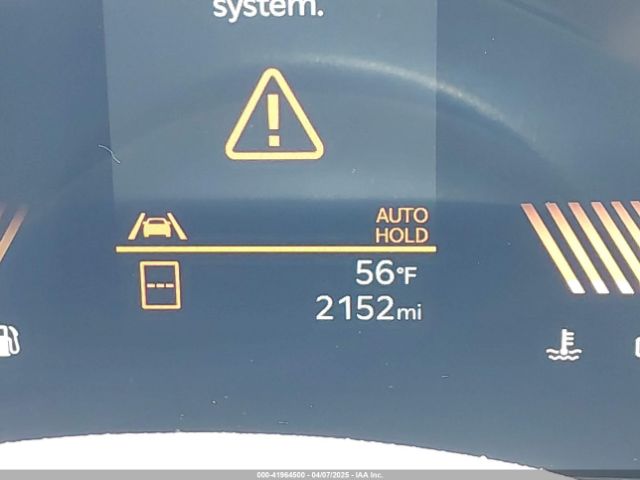 system.
AUTO
HOLD
56°F
2152mi
000-41964500 - 04/07/2025 - IAA Inc.